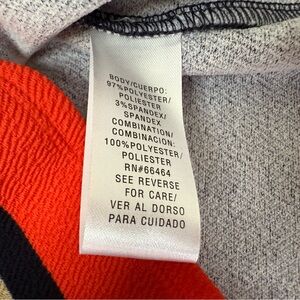 BODY/CUERPO:
97%POLYESTER/
POLIESTER
3%SPANDEX/
SPANDEX
COMBINATION/
COMBINACION:
100%POLYESTER/
POLIESTER
RN#66464
SEE REVERSE
FOR CARE/
VER AL DORSO
PARA CUIDADO